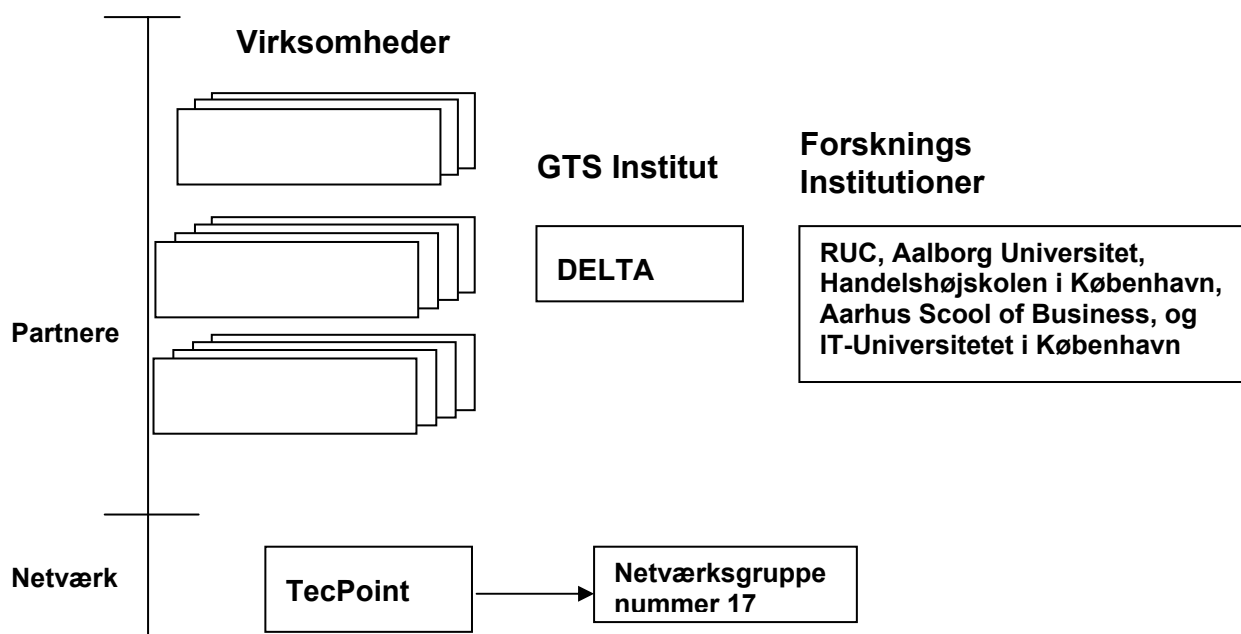 Virksomheder
GTS Institut
Forsknings
Institutioner
DELTA
RUC, Aalborg Universitet,
Handelshøjskolen i København,
Aarhus Scool of Business, og
IT-Universitetet i København
Partnere
Netværk
TecPoint
Netværksgruppe
nummer 17